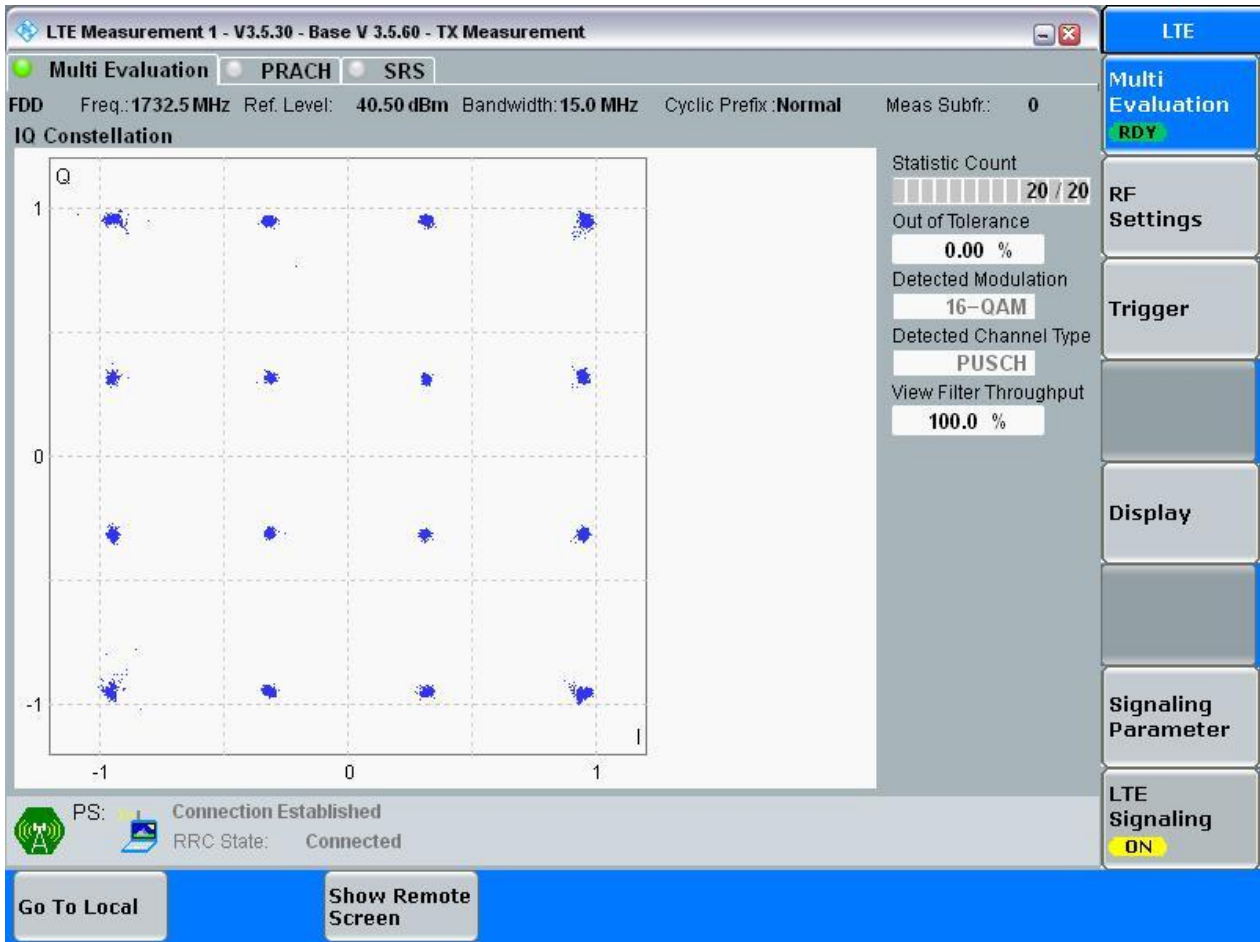 LTE Measurement 1 - V3.5.30 - Base V 3.5.60 - TX Measurement
LTE
Multi Evaluation PRACH SRS
FDD Freq.: 1732.5 MHz Ref. Level: 40.50 dBm Bandwidth: 15.0 MHz Cyclic Prefix : Normal Meas Subfr.: 0
IQ Constellation
Q
1
0
-1
-1 0 1
I
Statistic Count
20 / 20
Out of Tolerance
0.00 %
Detected Modulation
16-QAM
Detected Channel Type
PUSCH
View Filter Throughput
100.0 %
Multi
Evaluation
RDY
RF
Settings
Trigger
Display
Signaling
Parameter
LTE
Signaling
ON
PS: Connection Established
RRC State: Connected
Go To Local
Show Remote
Screen